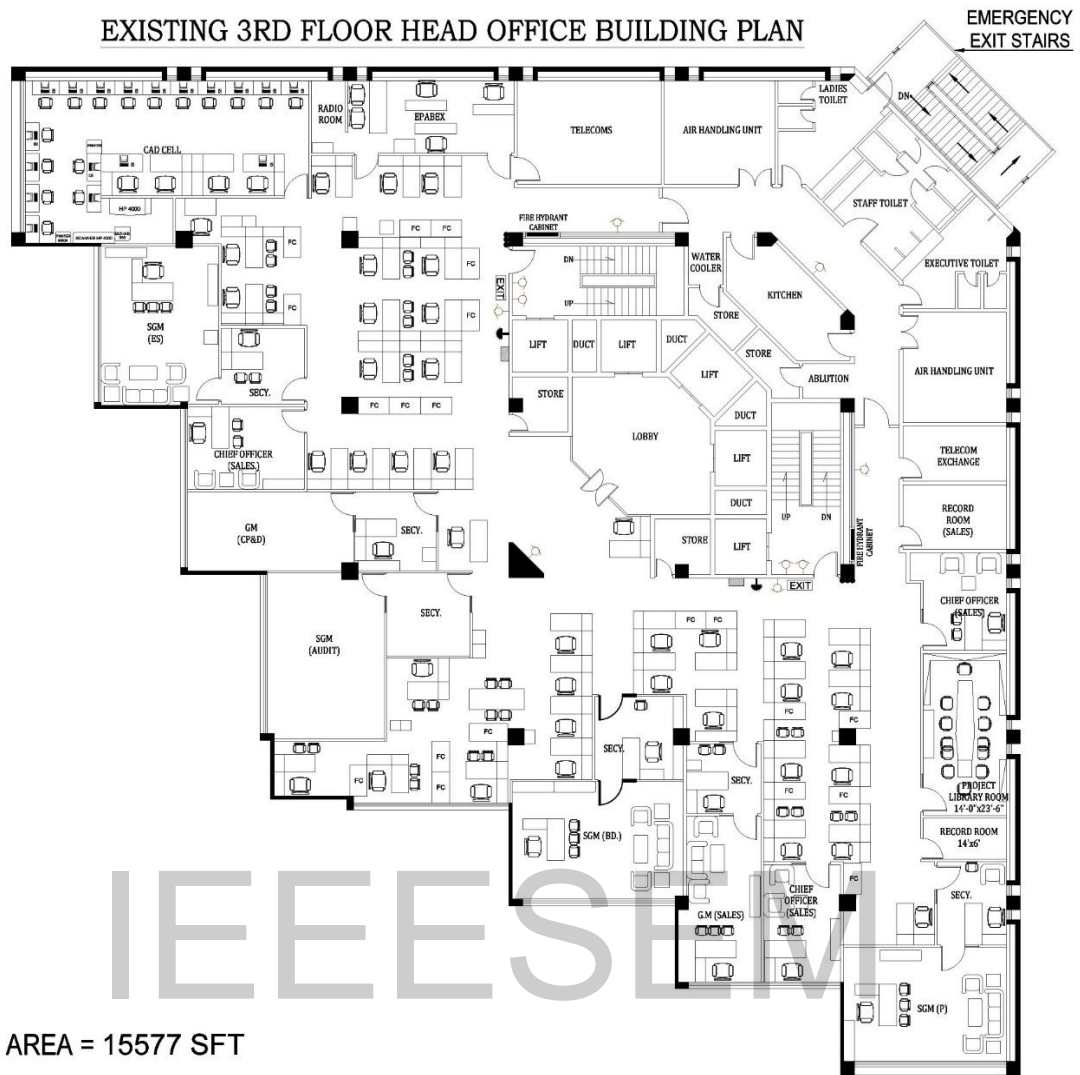 EXISTING 3RD FLOOR HEAD OFFICE BUILDING PLAN
EMERGENCY
EXIT STAIRS
LADIES
TOILET
DN
RADIO
ROOM
EPABEX
TELECOMS
AIR HANDLING UNIT
CAD CELL
STAFF TOILET
HP 4000
FC
FC
FC
FIRE HYDRANT
CABINET
FC
DN
WATER
COOLER
EXECUTIVE TOILET
FC
EXIT
UP
KITCHEN
FC
FC
STORE
SGM
(ES)
LIFT
DUCT
LIFT
DUCT
STORE
LIFT
AIR HANDLING UNIT
ABLUTION
SECY.
STORE
FC
FC
FC
DUCT
LOBBY
CHIEF OFFICER
(SALES.)
LIFT
TELECOM
EXCHANGE
DUCT
RECORD
ROOM
(SALES)
UP
DN
GM
(CP&D)
SECY.
STORE
LIFT
FIRE HYDRANT
CABINET
EXIT
CHIEF OFFICER
(SALES)
SECY.
FC
FC
SGM
(AUDIT)
FC
FC
FC
SECY.
SECY.
FC
FC
FC
FC
FC
PROJECT
LIBRARY ROOM
14'-0"x23'-6"
SGM (BD.)
RECORD ROOM
14'x6'
FC
CHIEF
OFFICER
(SALES)
SECY.
G.M (SALES)
IEEESEM
SGM (P)
AREA = 15577 SFT